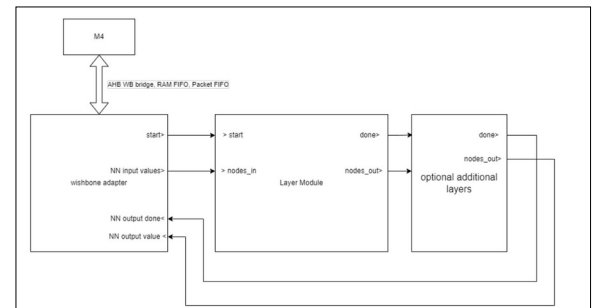 M4
AHB WB bridge, RAM FIFO, Packet FIFO
start>
NN input values>
wishbone adapter
NN output done<
NN output value <
> start
> nodes_in
Layer Module
done>
nodes_out>
done>
nodes_out>
optional additional
layers